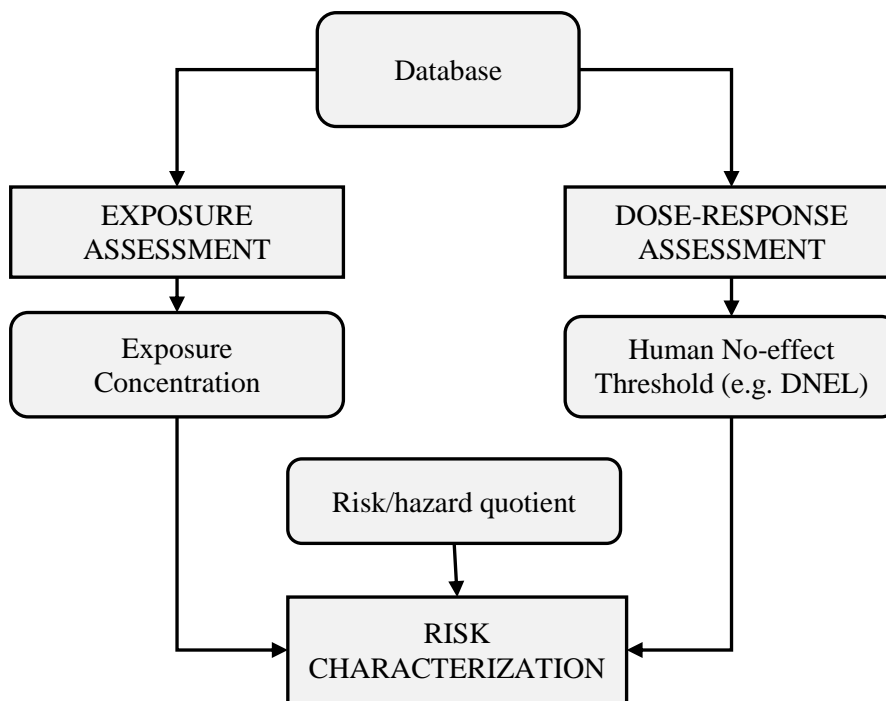 Database
EXPOSURE
ASSESSMENT
DOSE-RESPONSE
ASSESSMENT
Exposure
Concentration
Human No-effect
Threshold (e.g. DNEL)
Risk/hazard quotient
RISK
CHARACTERIZATION